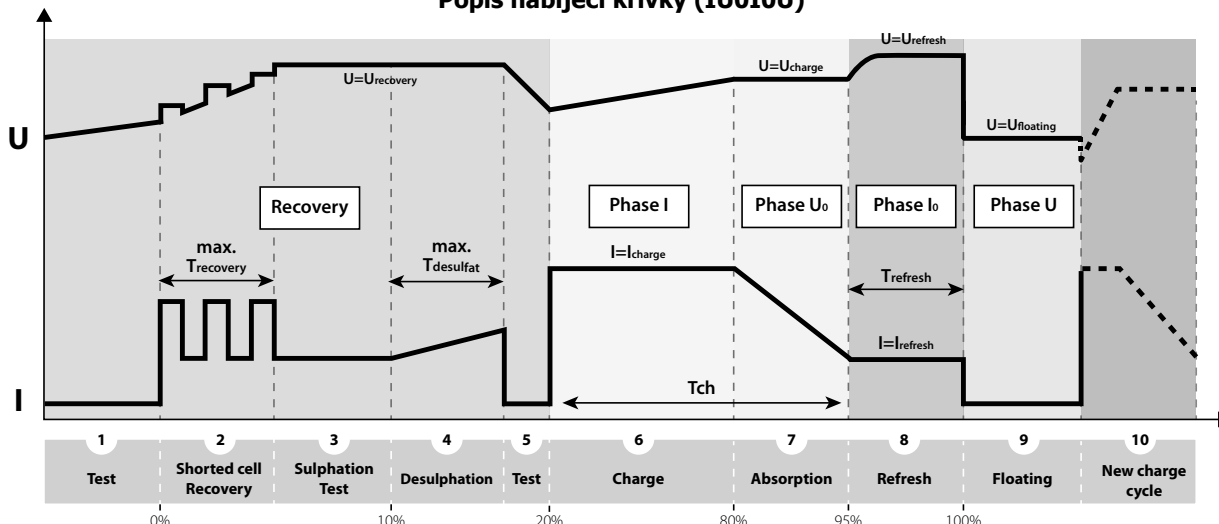 Popis nabíjecí křivky (IU0I0U)
U=Urefresh
U=Urecovery
U=Ucharge
U
U=Ufloating
Recovery
Phase I
Phase U0
Phase I0
Phase U
max.
Trecovery
max.
Tdesulfat
I=Icharge
Trefresh
I=Irefresh
Tch
I
1
2
3
4
5
6
7
8
9
10
Test
Shorted cell
Recovery
Sulphation
Test
Desulphation
Test
Charge
Absorption
Refresh
Floating
New charge
cycle
0%
10%
20%
80%
95%
100%